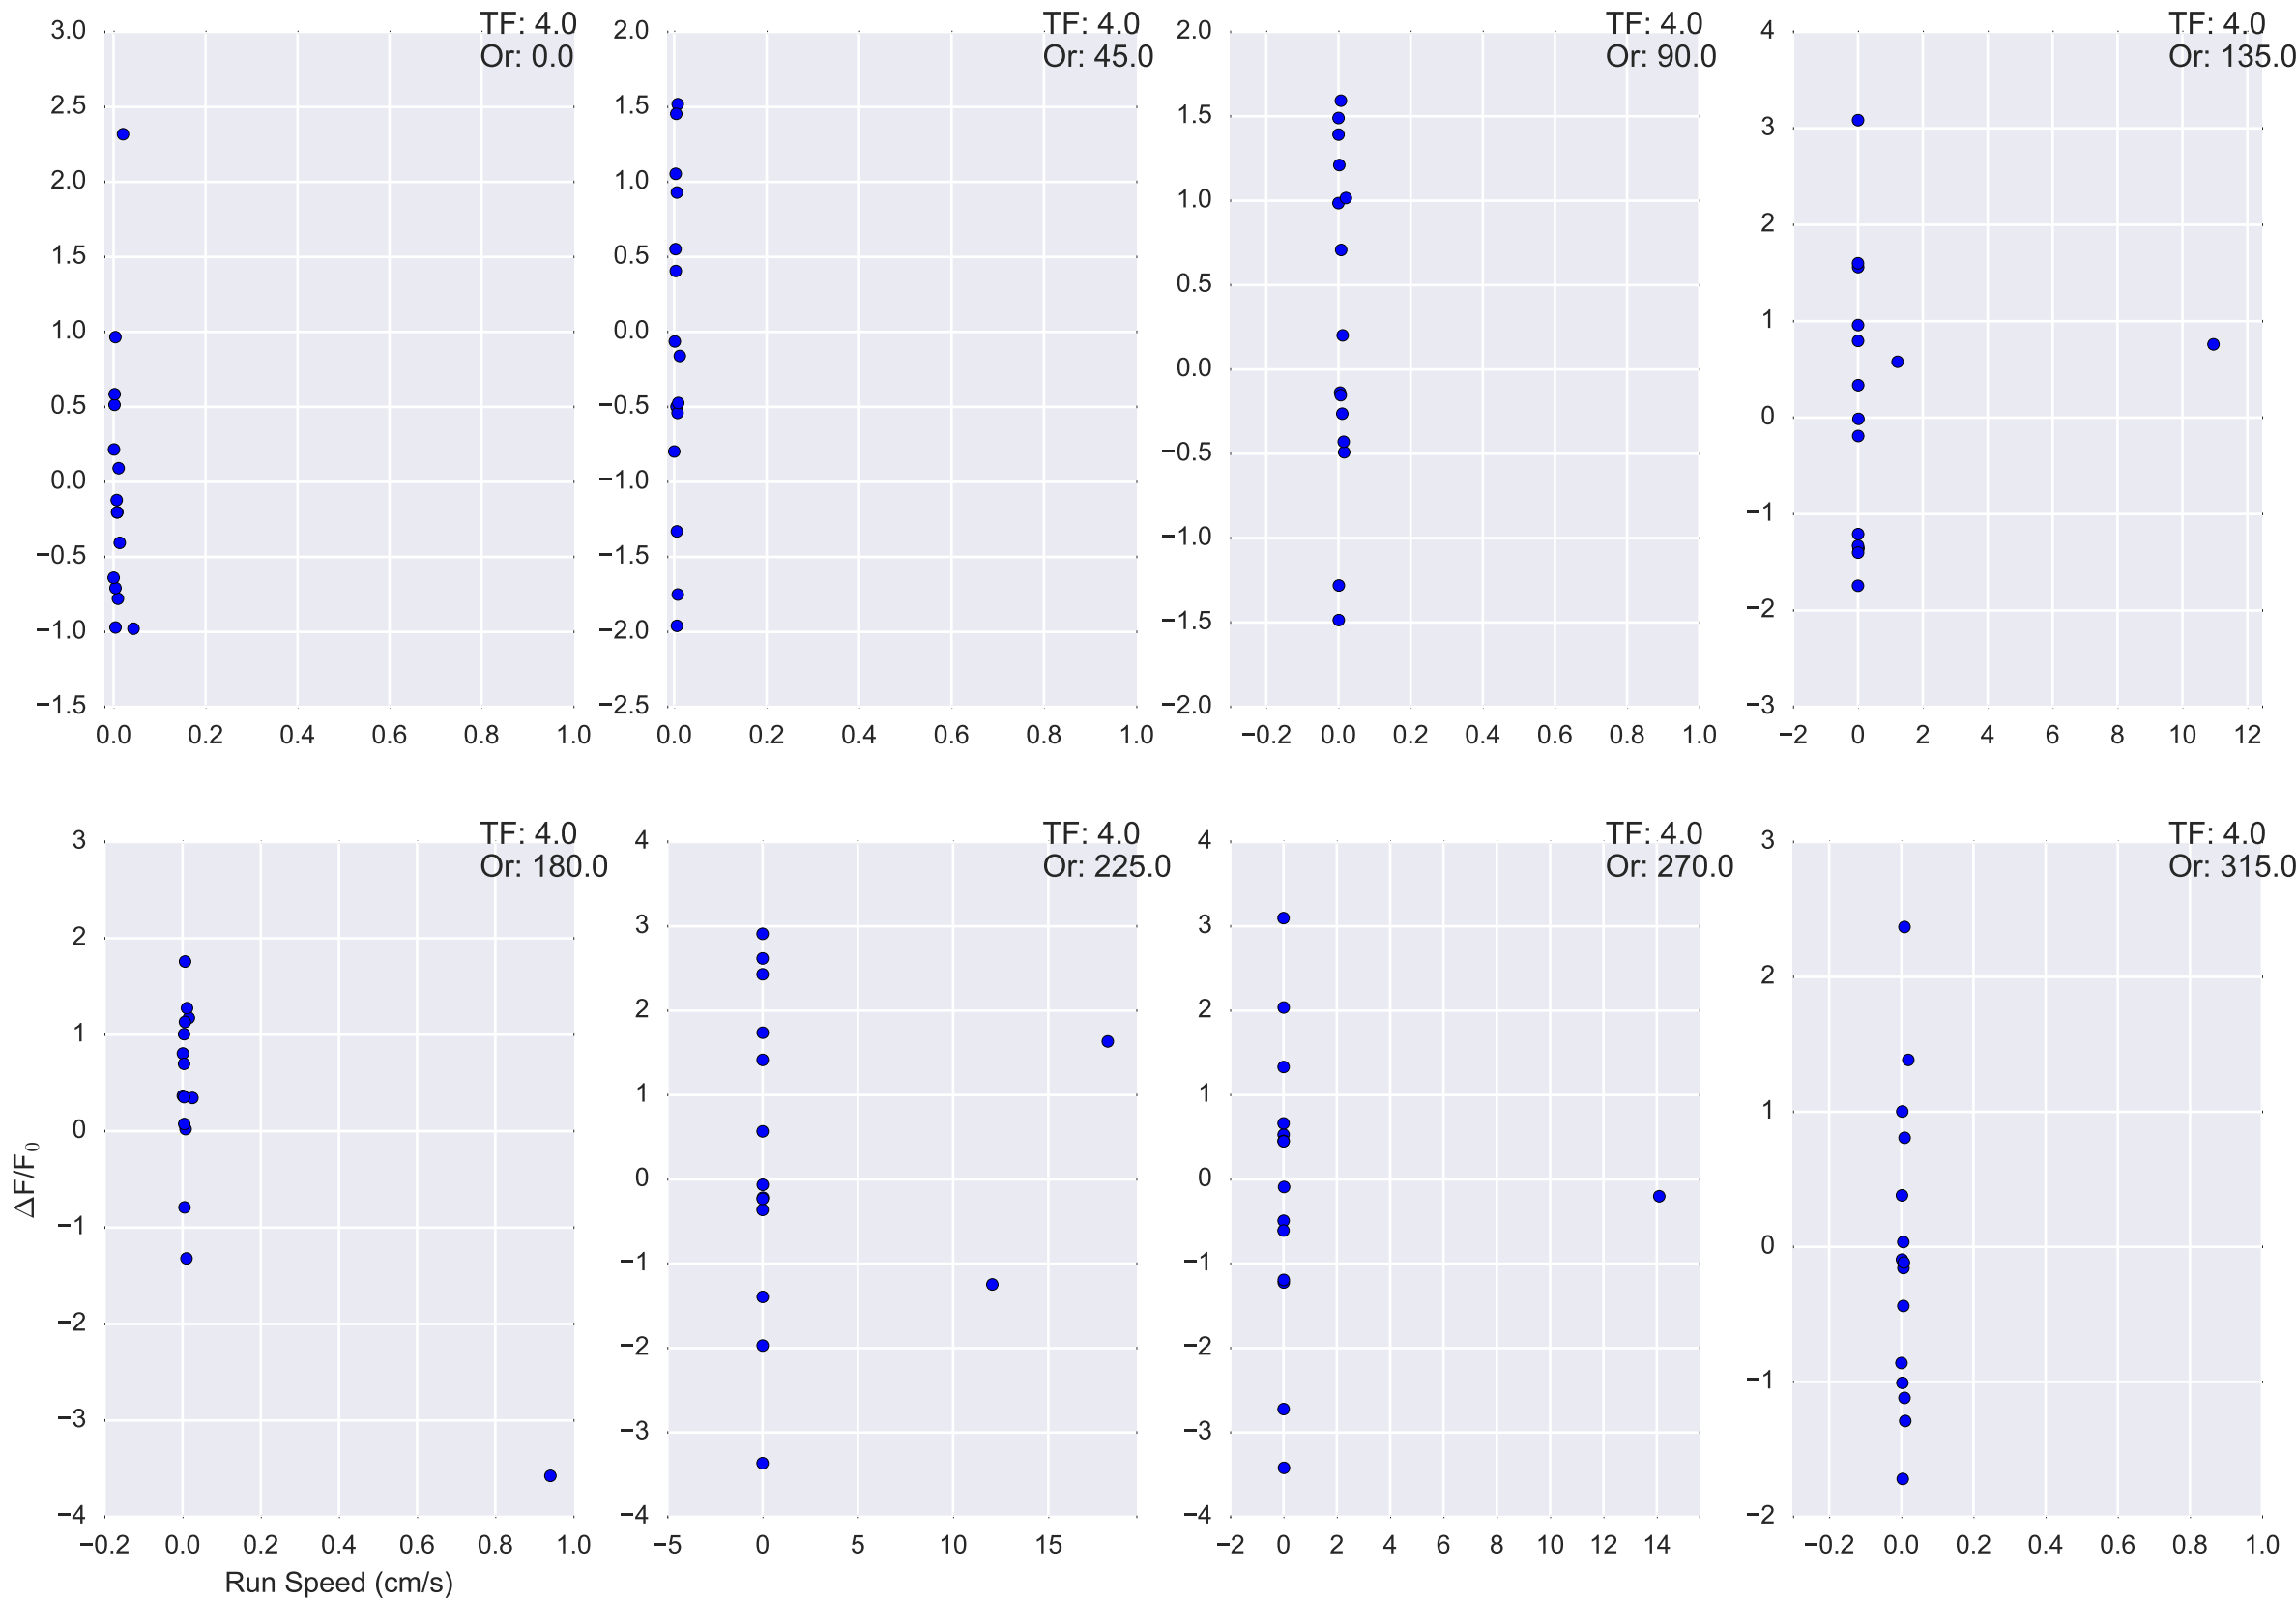 TF: 4.0
Or: 0.0
3.0
2.5
2.0
1.5
1.0
0.5
0.0
−0.5
−1.0
−1.5
0.0 0.2 0.4 0.6 0.8 1.0
TF: 4.0
Or: 45.0
2.0
1.5
1.0
0.5
0.0
−0.5
−1.0
−1.5
−2.0
−2.5
0.0 0.2 0.4 0.6 0.8 1.0
TF: 4.0
Or: 90.0
2.0
1.5
1.0
0.5
0.0
−0.5
−1.0
−1.5
−2.0
−0.2 0.0 0.2 0.4 0.6 0.8 1.0
TF: 4.0
Or: 135.0
4
3
2
1
0
−1
−2
−3
−2 0 2 4 6 8 10 12
TF: 4.0
Or: 180.0
3
2
1
0
−1
−2
−3
−4
−0.2 0.0 0.2 0.4 0.6 0.8 1.0
ΔF/F₀
Run Speed (cm/s)
TF: 4.0
Or: 225.0
4
3
2
1
0
−1
−2
−3
−4
−5 0 5 10 15
TF: 4.0
Or: 270.0
4
3
2
1
0
−1
−2
−3
−4
−2 0 2 4 6 8 10 12 14
TF: 4.0
Or: 315.0
3
2
1
0
−1
−2
−0.2 0.0 0.2 0.4 0.6 0.8 1.0